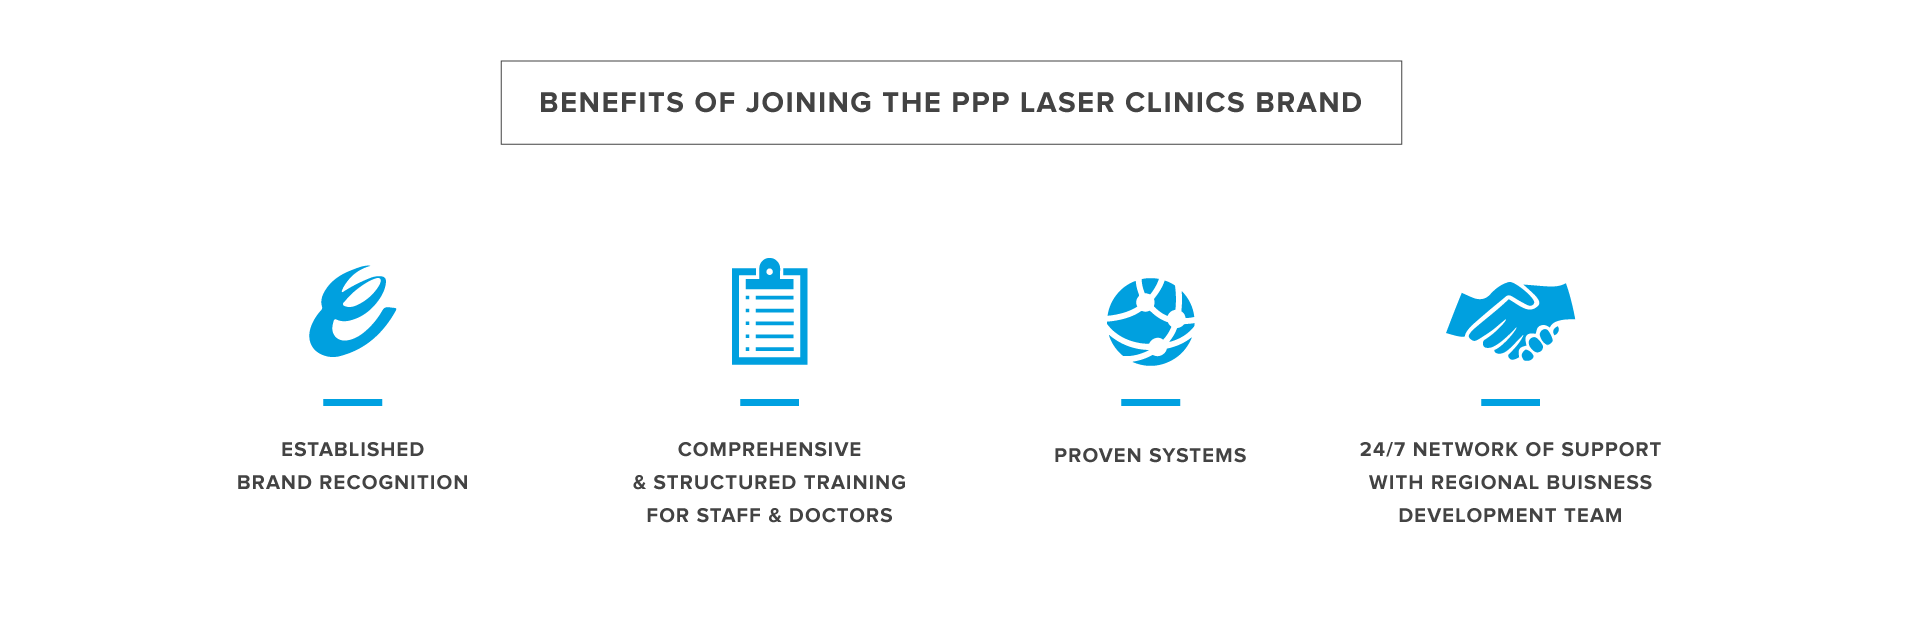 BENEFITS OF JOINING THE PPP LASER CLINICS BRAND
ESTABLISHED
BRAND RECOGNITION
COMPREHENSIVE
& STRUCTURED TRAINING
FOR STAFF & DOCTORS
PROVEN SYSTEMS
24/7 NETWORK OF SUPPORT
WITH REGIONAL BUISNESS
DEVELOPMENT TEAM